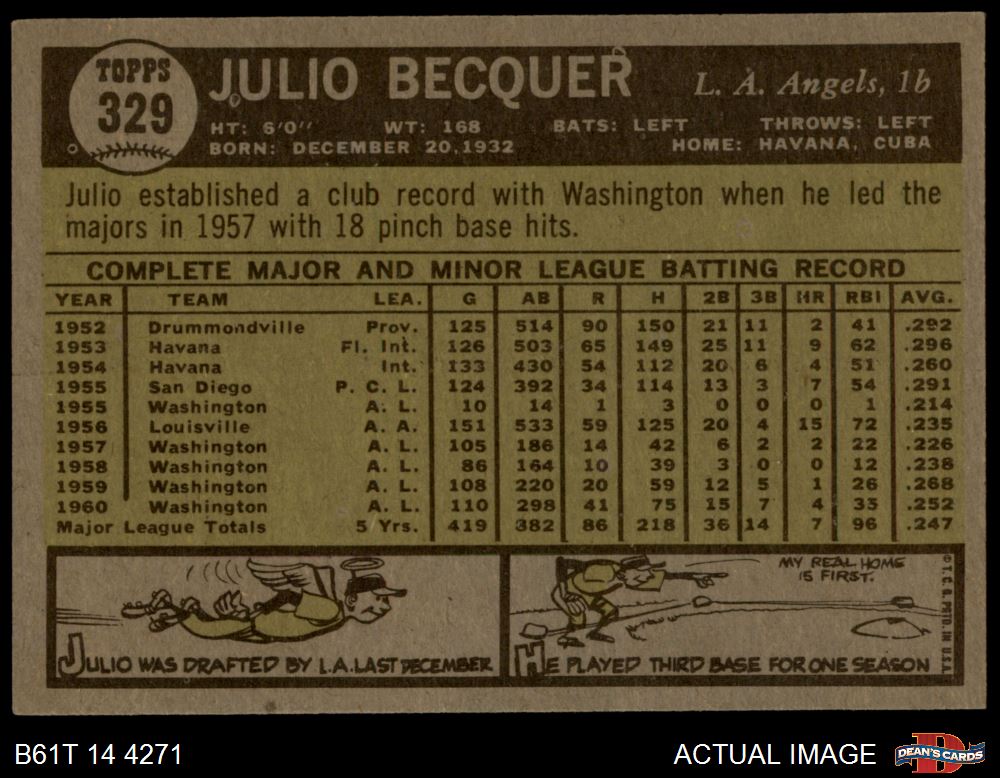 TOPPS
329
JULIO BECQUER
L. A. Angels, 1b
HT: 6'0" WT: 168 BATS: LEFT THROWS: LEFT
BORN: DECEMBER 20, 1932 HOME: HAVANA, CUBA
Julio established a club record with Washington when he led the
majors in 1957 with 18 pinch base hits.
COMPLETE MAJOR AND MINOR LEAGUE BATTING RECORD
YEAR TEAM LEA. G AB R H 2B 3B HR RBI AVG.
1952 Drummondville Prov. 125 514 90 150 21 11 2 41 .292
1953 Havana Fl. Int. 126 503 65 149 25 11 9 62 .296
1954 Havana Int. 133 430 54 112 20 6 4 51 .260
1955 San Diego P. C. L. 124 392 34 114 13 3 7 54 .291
1955 Washington A. L. 10 14 1 3 0 0 0 1 .214
1956 Louisville A. A. 151 533 59 125 20 4 15 72 .235
1957 Washington A. L. 105 186 14 42 6 2 2 22 .226
1958 Washington A. L. 86 164 10 39 3 0 0 12 .238
1959 Washington A. L. 108 220 20 59 12 5 1 26 .268
1960 Washington A. L. 110 298 41 75 15 7 4 35 .252
Major League Totals 5 Yrs. 419 382 86 218 36 14 7 96 .247
MY REAL HOME
IS FIRST.
JULIO WAS DRAFTED BY L.A. LAST DECEMBER
HE PLAYED THIRD BASE FOR ONE SEASON
© T. C. G. PRTD. IN U.S.A.
B61T 14 4271
ACTUAL IMAGE
D
DEAN'S CARDS